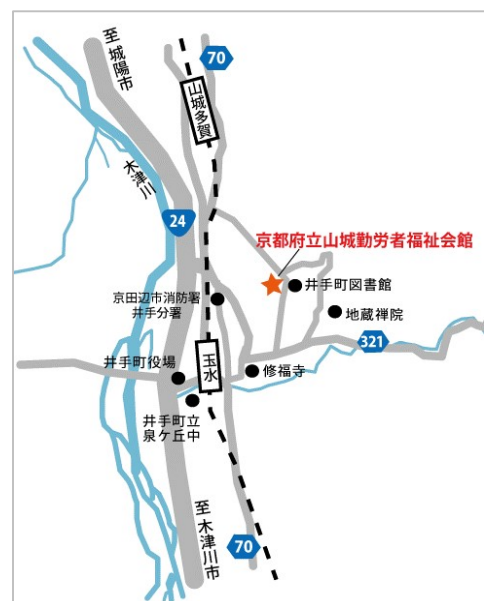 至 城陽市
70
山城多賀
木津川
24
京都府立山城勤労者福祉会館
井手町図書館
京田辺市消防署
井手分署
地蔵禅院
321
玉水
井手町役場
修福寺
井手町立
泉ケ丘中
至 木津川市
70